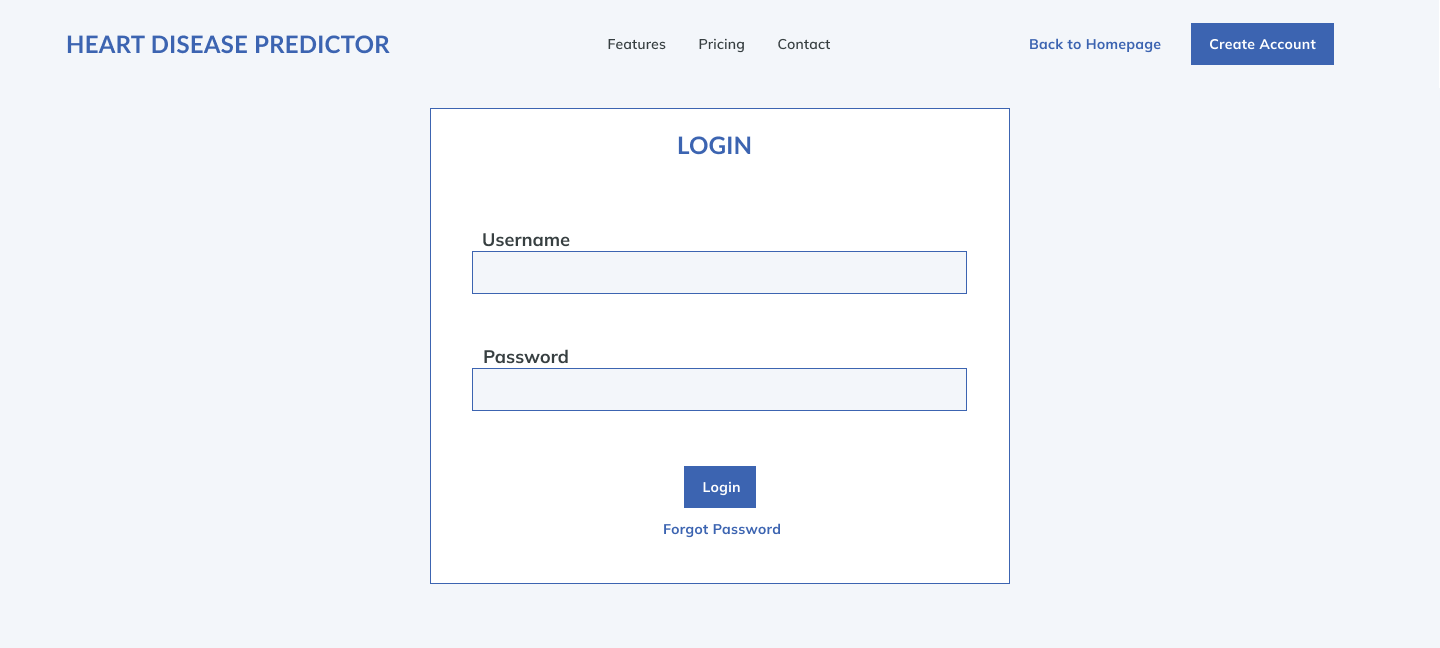 HEART DISEASE PREDICTOR Features Pricing Contact Back to Homepage Create Account
LOGIN
Username
Password
Login
Forgot Password